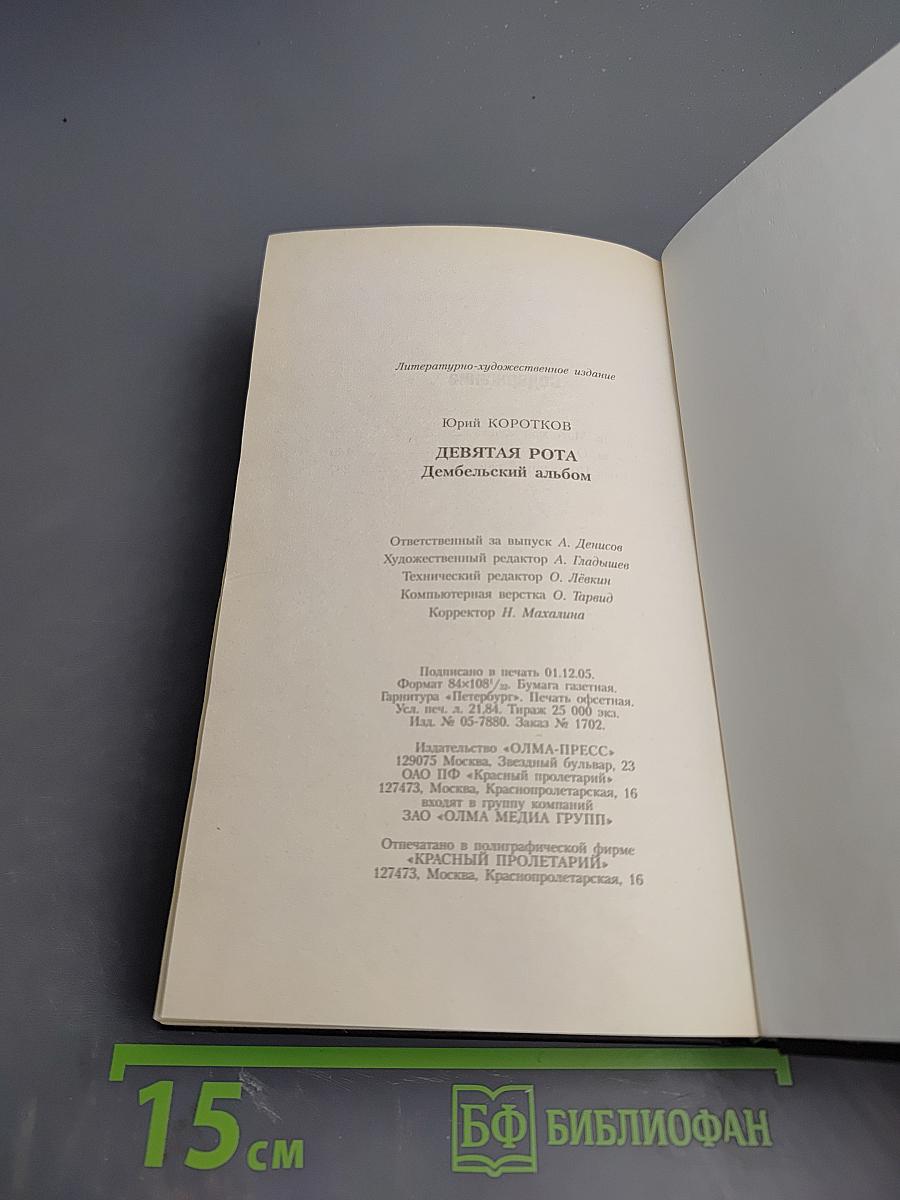 Литературно-художественное издание
Юрий КОРОТКОВ
ДЕВЯТАЯ РОТА
Дембельский альбом
Ответственный за выпуск А. Денисов
Художественный редактор А. Гладышев
Технический редактор О. Лёвкин
Компьютерная верстка О. Тарвид
Корректор Н. Махалина
Подписано в печать 01.12.05.
Формат 84×108¹/₃₂. Бумага газетная.
Гарнитура «Петербург». Печать офсетная.
Усл. печ. л. 21,84. Тираж 25 000 экз.
Изд. № 05-7880. Заказ № 1702.
Издательство «ОЛМА-ПРЕСС»
129075 Москва, Звездный бульвар, 23
ОАО ПФ «Красный пролетарий»
127473, Москва, Краснопролетарская, 16
входят в группу компаний
ЗАО «ОЛМА МЕДИА ГРУПП»
Отпечатано в полиграфической фирме
«КРАСНЫЙ ПРОЛЕТАРИЙ»
127473, Москва, Краснопролетарская, 16
15 см
БФ БИБЛИОФАН